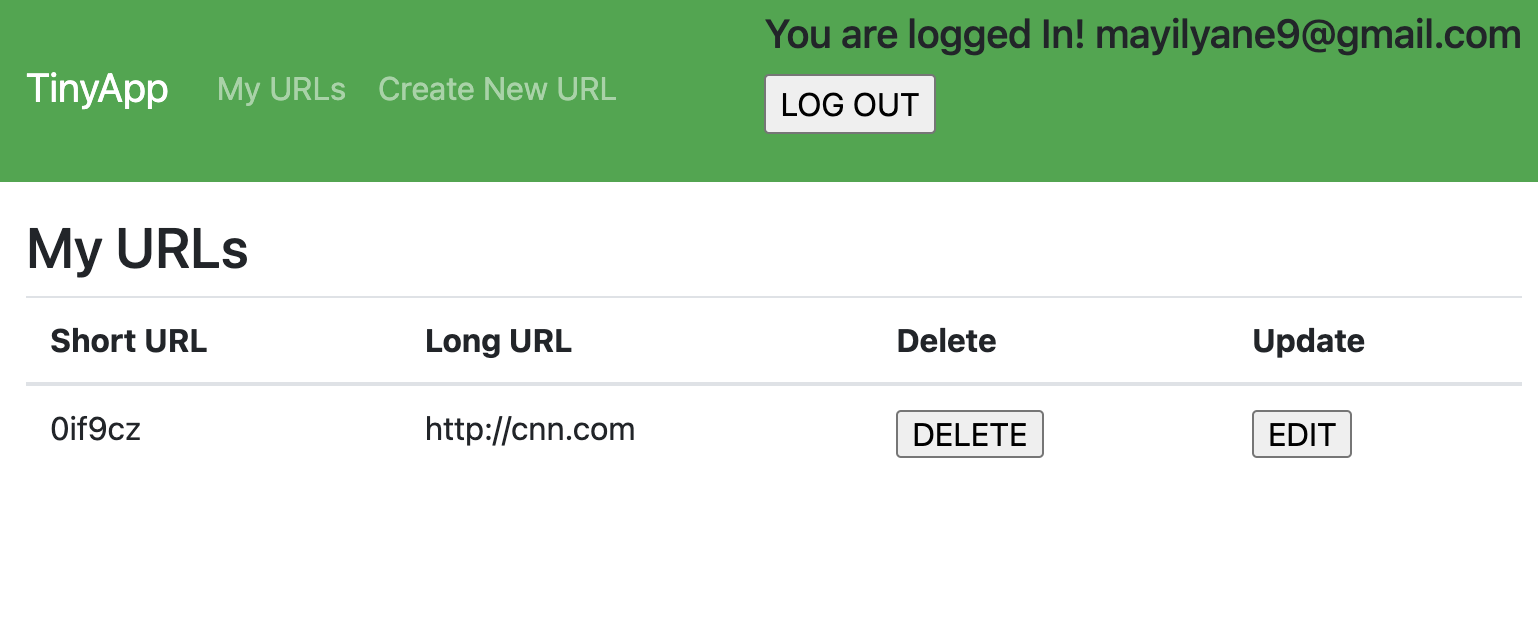 You are logged In! mayilyane9@gmail.com
TinyApp My URLs Create New URL LOG OUT
My URLs
Short URL Long URL Delete Update
0if9cz http://cnn.com DELETE EDIT